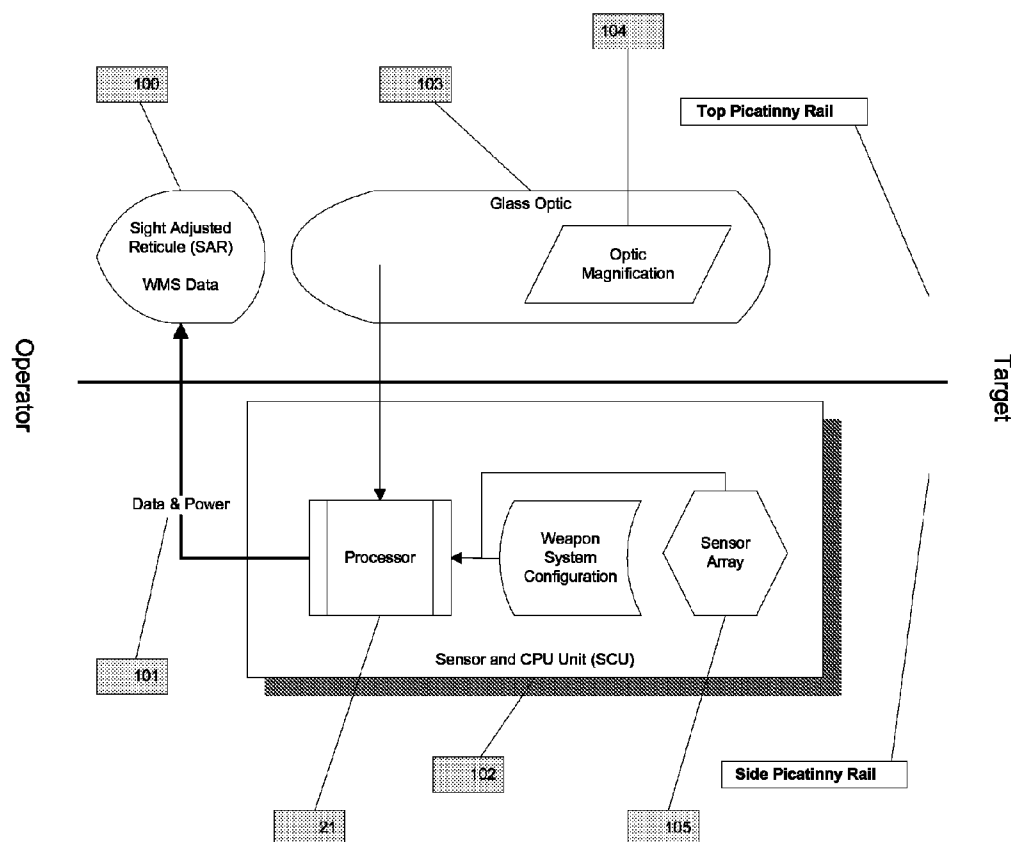 104
100
103
Top Picatinny Rail
Glass Optic
Sight Adjusted
Reticule (SAR)
WMS Data
Optic
Magnification
Operator
Target
Data & Power
Processor
Weapon
System
Configuration
Sensor
Array
Sensor and CPU Unit (SCU)
101
102
Side Picatinny Rail
21
105